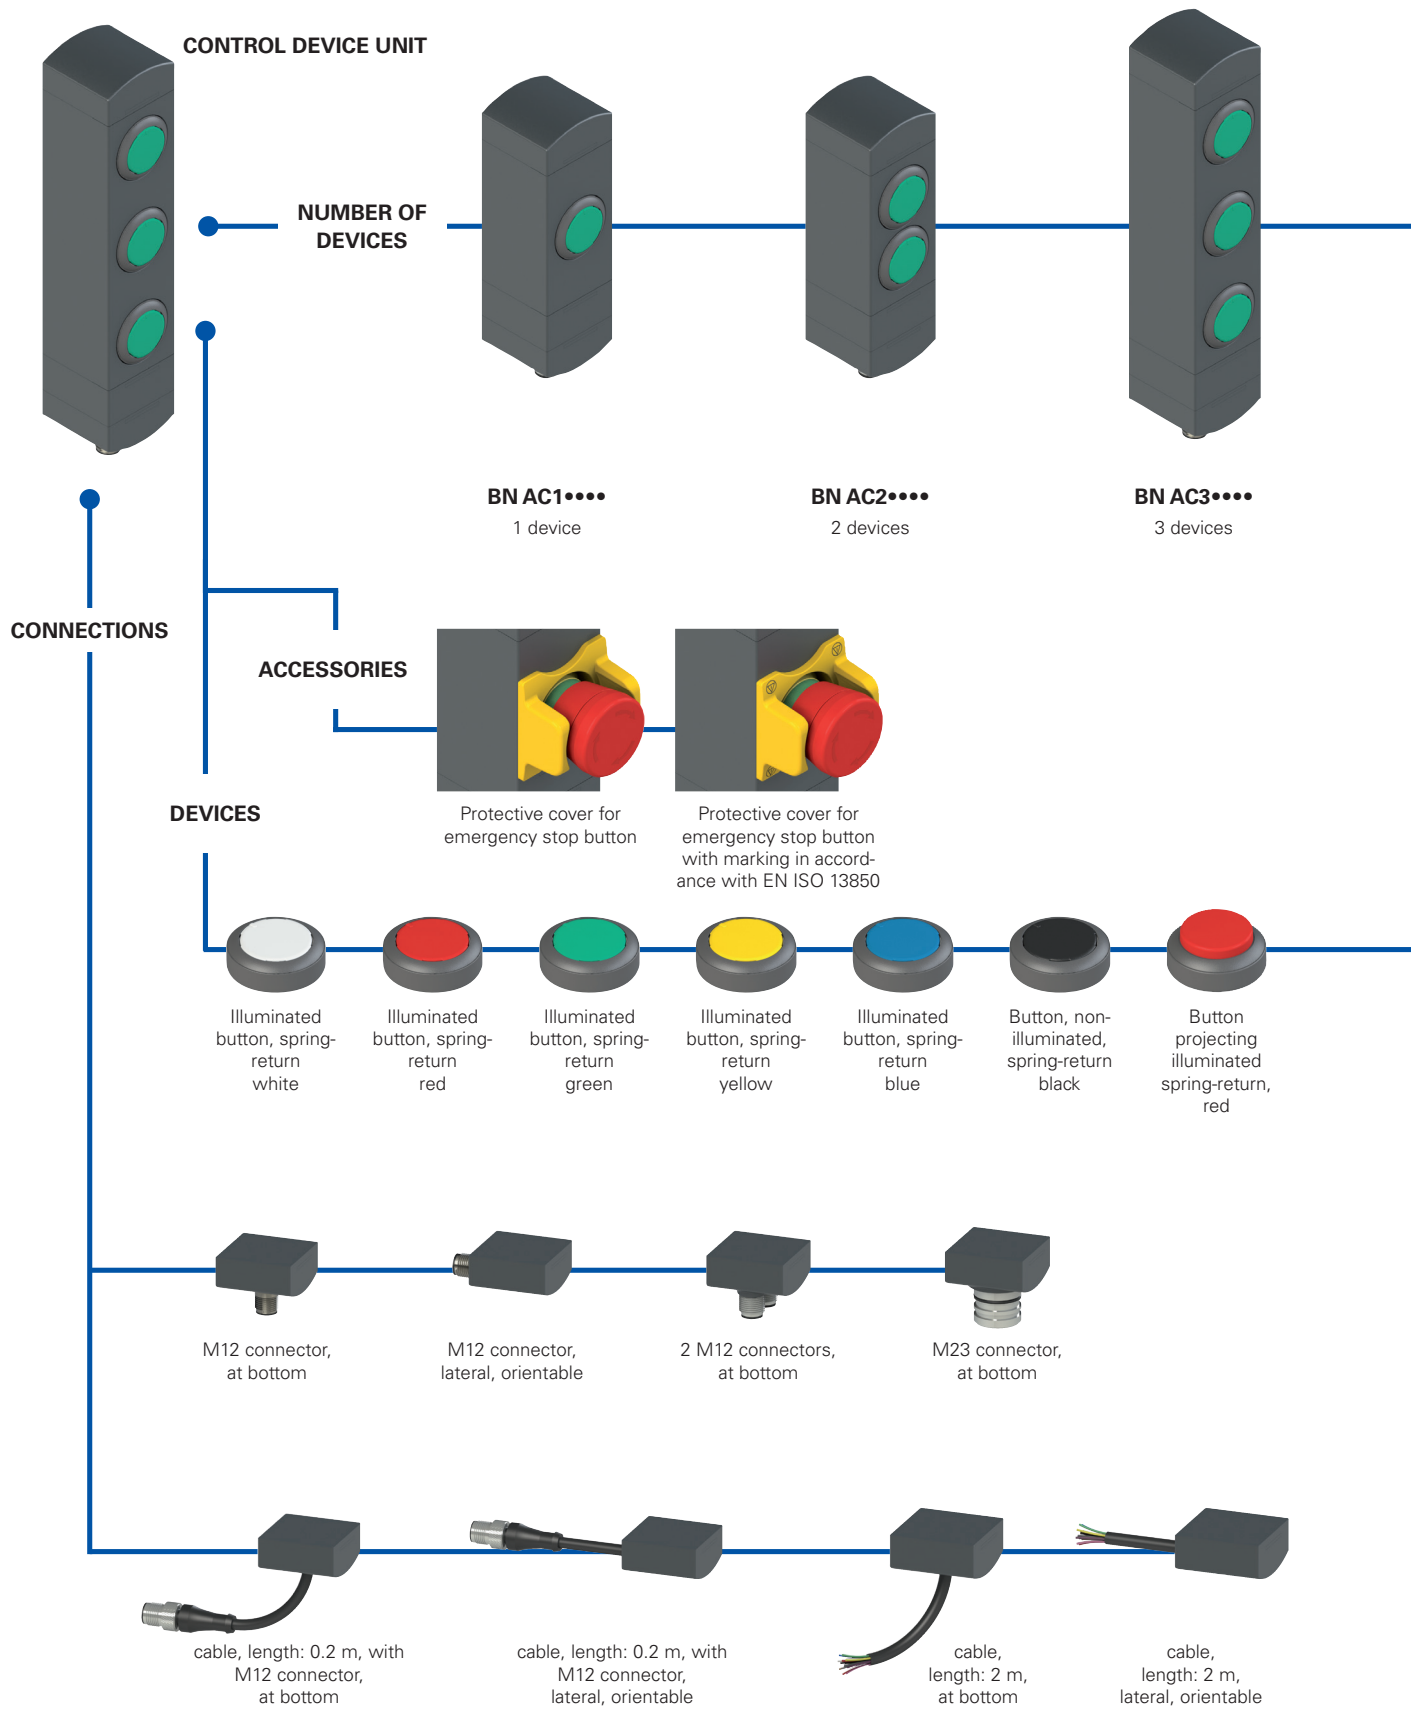 CONTROL DEVICE UNIT
NUMBER OF
DEVICES
BN AC1••••
1 device
BN AC2••••
2 devices
BN AC3••••
3 devices
CONNECTIONS
ACCESSORIES
Protective cover for
emergency stop button
Protective cover for
emergency stop button
with marking in accord-
ance with EN ISO 13850
DEVICES
Illuminated
button, spring-
return
white
Illuminated
button, spring-
return
red
Illuminated
button, spring-
return
green
Illuminated
button, spring-
return
yellow
Illuminated
button, spring-
return
blue
Button, non-
illuminated,
spring-return
black
Button
projecting
illuminated
spring-return,
red
M12 connector,
at bottom
M12 connector,
lateral, orientable
2 M12 connectors,
at bottom
M23 connector,
at bottom
cable, length: 0.2 m, with
M12 connector,
at bottom
cable, length: 0.2 m, with
M12 connector,
lateral, orientable
cable,
length: 2 m,
at bottom
cable,
length: 2 m,
lateral, orientable